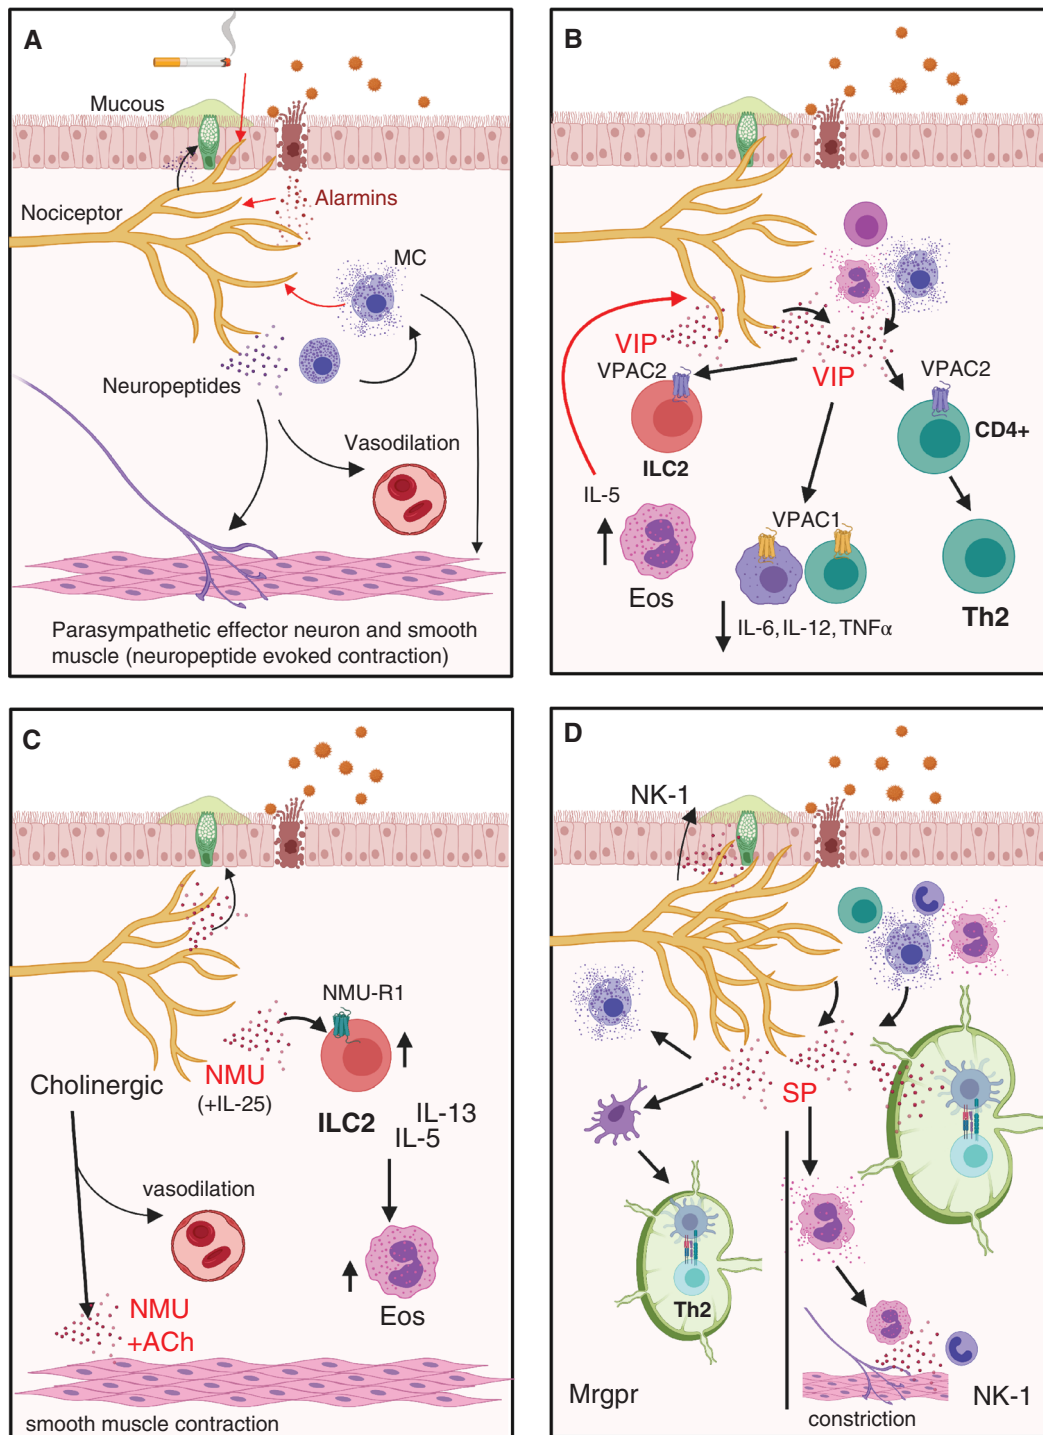 A
Mucous
Nociceptor
Alarmins
MC
Neuropeptides
Vasodilation
Parasympathetic effector neuron and smooth
muscle (neuropeptide evoked contraction)
B
VIP
VPAC2
VIP
VPAC2
CD4+
ILC2
IL-5
VPAC1
Eos
Th2
IL-6, IL-12, TNFα
C
NMU-R1
Cholinergic
NMU
(+IL-25)
ILC2
IL-13
IL-5
vasodilation
Eos
NMU
+ACh
smooth muscle contraction
D
NK-1
SP
Th2
Mrgpr
NK-1
constriction